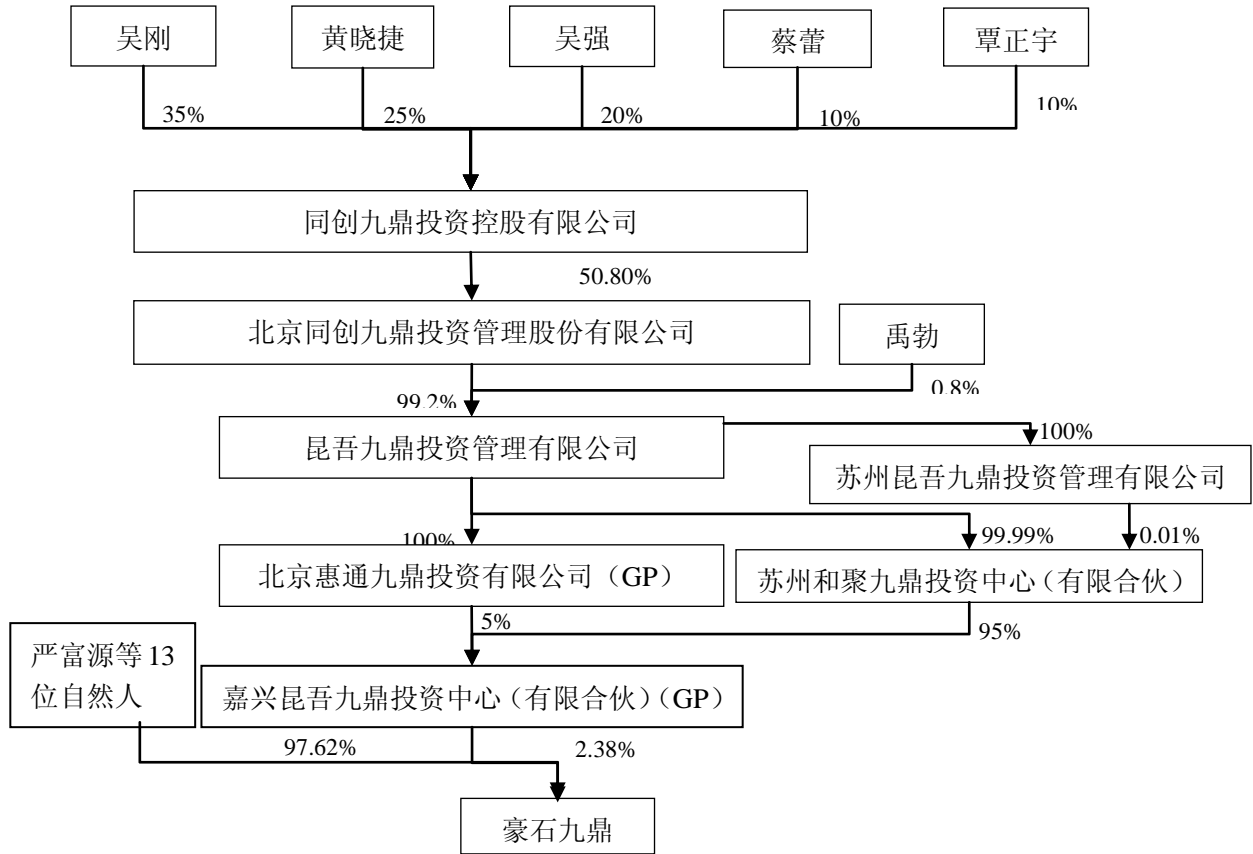 吴刚
黄晓捷
吴强
蔡蕾
覃正宇
35%
25%
20%
10%
10%
同创九鼎投资控股有限公司
50.80%
北京同创九鼎投资管理股份有限公司
禹勃
99.2%
0.8%
昆吾九鼎投资管理有限公司
100%
苏州昆吾九鼎投资管理有限公司
100%
99.99%
0.01%
北京惠通九鼎投资有限公司（GP）
苏州和聚九鼎投资中心（有限合伙）
5%
95%
严富源等 13
位自然人
嘉兴昆吾九鼎投资中心（有限合伙）（GP）
97.62%
2.38%
豪石九鼎